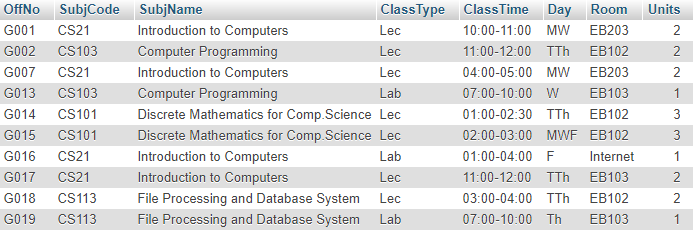 OffNo SubjCode SubjName ClassType ClassTime Day Room Units
G001 CS21 Introduction to Computers Lec 10:00-11:00 MW EB203 2
G002 CS103 Computer Programming Lec 11:00-12:00 TTh EB102 2
G007 CS21 Introduction to Computers Lec 04:00-05:00 MW EB203 2
G013 CS103 Computer Programming Lab 07:00-10:00 W EB103 1
G014 CS101 Discrete Mathematics for Comp.Science Lec 01:00-02:30 TTh EB102 3
G015 CS101 Discrete Mathematics for Comp.Science Lec 02:00-03:00 MWF EB102 3
G016 CS21 Introduction to Computers Lab 01:00-04:00 F Internet 1
G017 CS21 Introduction to Computers Lec 11:00-12:00 TTh EB103 2
G018 CS113 File Processing and Database System Lec 03:00-04:00 TTh EB102 2
G019 CS113 File Processing and Database System Lab 07:00-10:00 Th EB103 1